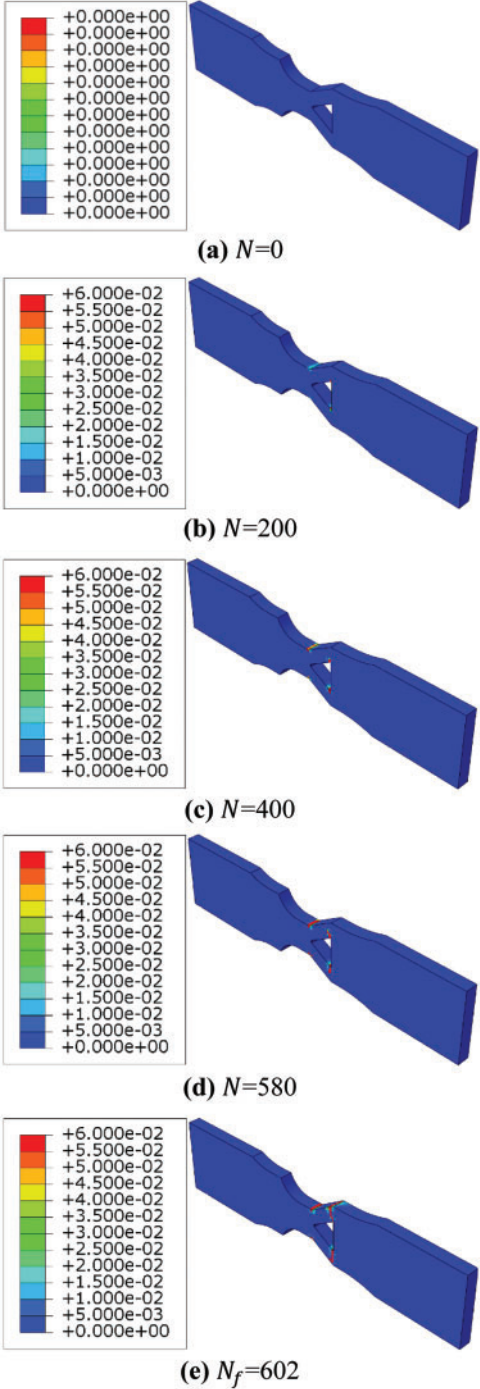 +0.000e+00
+0.000e+00
+0.000e+00
+0.000e+00
+0.000e+00
+0.000e+00
+0.000e+00
+0.000e+00
+0.000e+00
+0.000e+00
+0.000e+00
+0.000e+00
+0.000e+00
(a) N=0
+6.000e-02
+5.500e-02
+5.000e-02
+4.500e-02
+4.000e-02
+3.500e-02
+3.000e-02
+2.500e-02
+2.000e-02
+1.500e-02
+1.000e-02
+5.000e-03
+0.000e+00
(b) N=200
+6.000e-02
+5.500e-02
+5.000e-02
+4.500e-02
+4.000e-02
+3.500e-02
+3.000e-02
+2.500e-02
+2.000e-02
+1.500e-02
+1.000e-02
+5.000e-03
+0.000e+00
(c) N=400
+6.000e-02
+5.500e-02
+5.000e-02
+4.500e-02
+4.000e-02
+3.500e-02
+3.000e-02
+2.500e-02
+2.000e-02
+1.500e-02
+1.000e-02
+5.000e-03
+0.000e+00
(d) N=580
+6.000e-02
+5.500e-02
+5.000e-02
+4.500e-02
+4.000e-02
+3.500e-02
+3.000e-02
+2.500e-02
+2.000e-02
+1.500e-02
+1.000e-02
+5.000e-03
+0.000e+00
(e) N_f=602